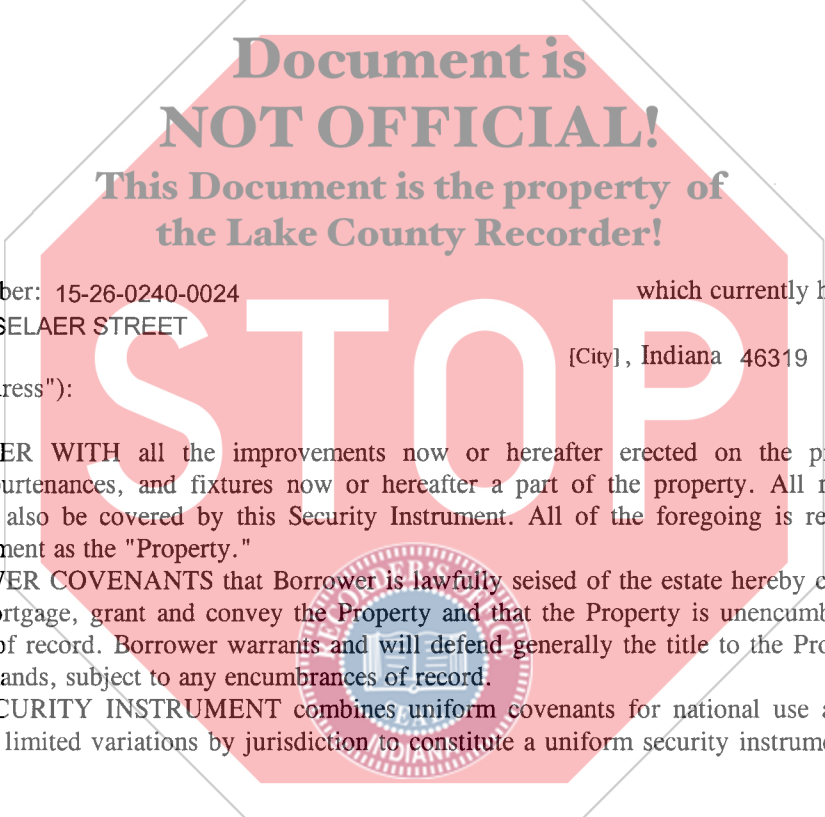 Document is
NOT OFFICIAL!
This Document is the property of
the Lake County Recorder!
ber: 15-26-0240-0024 which currently h
SELAER STREET
[City] , Indiana 46319
ress"):
STOP
ER WITH all the improvements now or hereafter erected on the p
urtenances, and fixtures now or hereafter a part of the property. All r
also be covered by this Security Instrument. All of the foregoing is re
ment as the "Property."
VER COVENANTS that Borrower is lawfully seised of the estate hereby c
ortgage, grant and convey the Property and that the Property is unencumb
of record. Borrower warrants and will defend generally the title to the Pro
ands, subject to any encumbrances of record.
CURITY INSTRUMENT combines uniform covenants for national use a
limited variations by jurisdiction to constitute a uniform security instrume
RECORDER'S OFFICE
SEAL
INDIANA